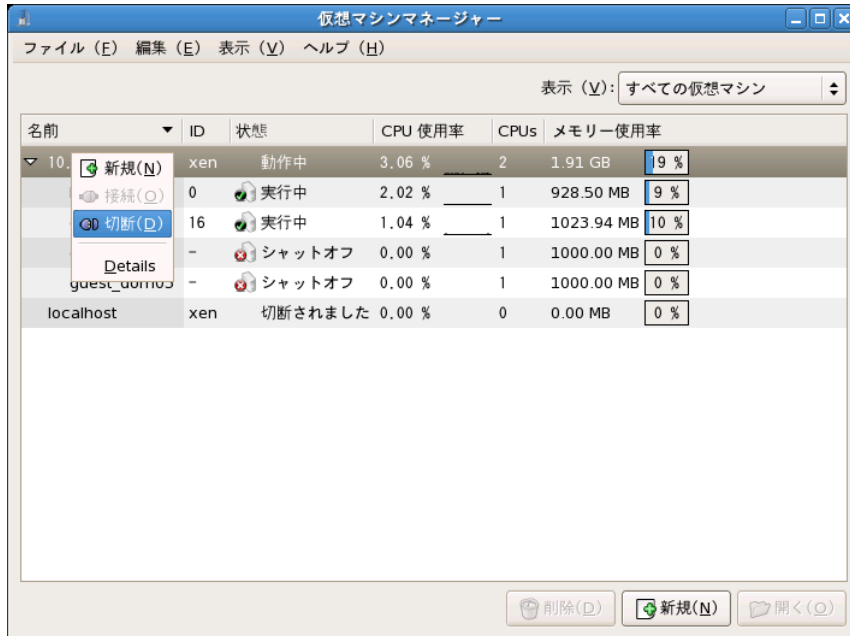 仮想マシンマネージャー
ファイル (F) 編集 (E) 表示 (V) ヘルプ (H)
表示 (V): すべての仮想マシン
名前 ID 状態 CPU 使用率 CPUs メモリー使用率
10. xen 動作中 3.06 % 2 1.91 GB 19 %
0 実行中 2.02 % 1 928.50 MB 9 %
16 実行中 1.04 % 1 1023.94 MB 10 %
- シャットオフ 0.00 % 1 1000.00 MB 0 %
- シャットオフ 0.00 % 1 1000.00 MB 0 %
localhost xen 切断されました 0.00 % 0 0.00 MB 0 %
新規(N)
接続(O)
切断(D)
Details
削除(D) 新規(N) 開く(O)